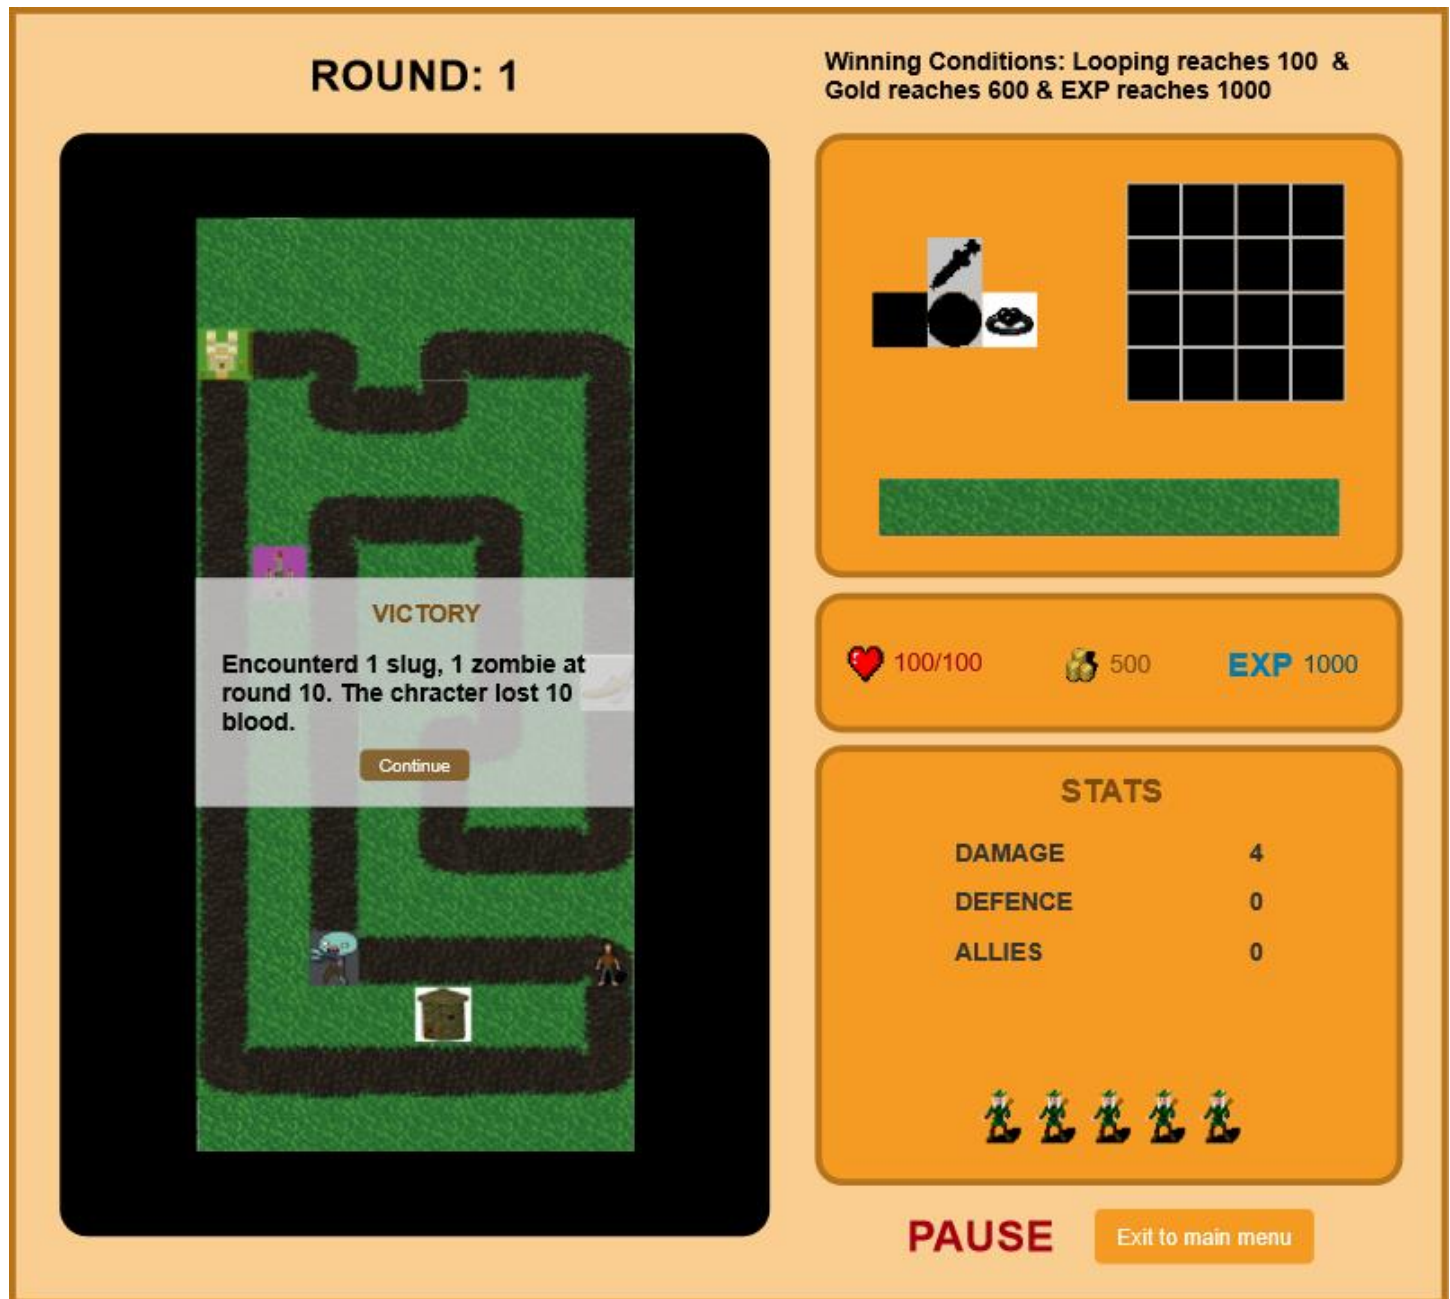 ROUND: 1
Winning Conditions: Looping reaches 100 &
Gold reaches 600 & EXP reaches 1000
VICTORY
Encounterd 1 slug, 1 zombie at
round 10. The chracter lost 10
blood.
Continue
100/100
500
EXP 1000
STATS
DAMAGE 4
DEFENCE 0
ALLIES 0
PAUSE
Exit to main menu